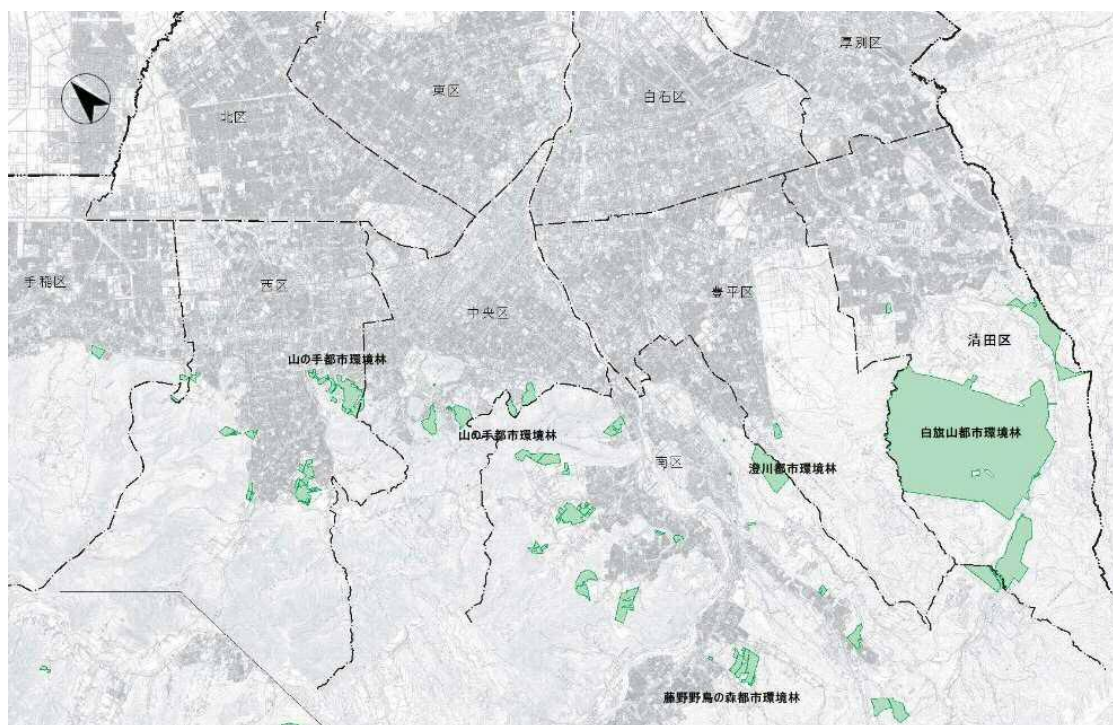 厚別区
東区
白石区
北区
手稲区
西区
中央区
豊平区
清田区
山の手都市環境林
白旗山都市環境林
山の手都市環境林
南区
澄川都市環境林
藤野野鳥の森都市環境林